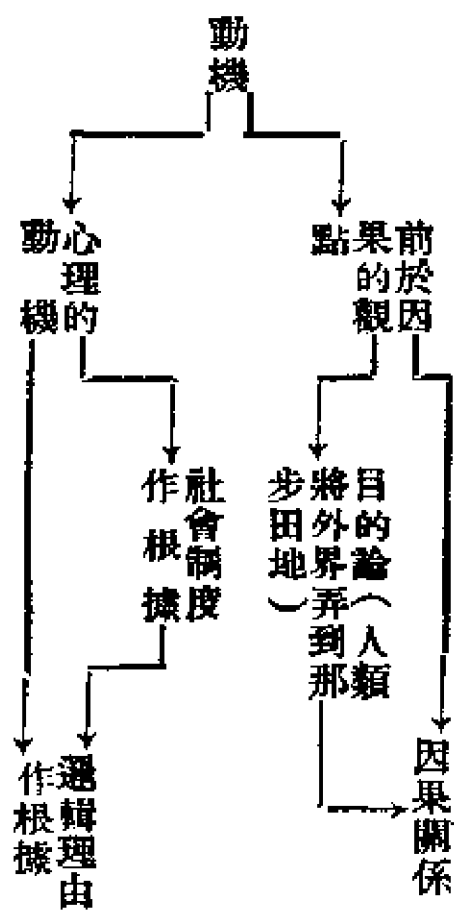 動機
前於因
果的觀
點
心理的
動機
目的論（人類
將外界弄到那
步田地）
社會制度
作根據
因果關係
邏輯理由
作根據